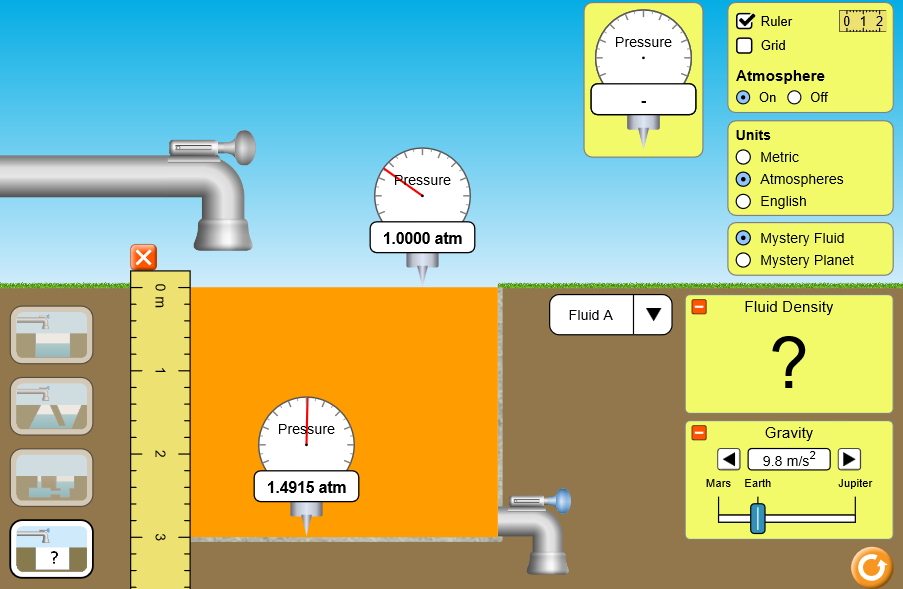 Pressure
-
Ruler
0 1 2
Grid
Atmosphere
On
Off
Units
Metric
Atmospheres
English
Mystery Fluid
Mystery Planet
Pressure
1.0000 atm
0 m
1
2
3
Fluid A
Fluid Density
?
Pressure
1.4915 atm
Gravity
9.8 m/s²
Mars Earth Jupiter
?